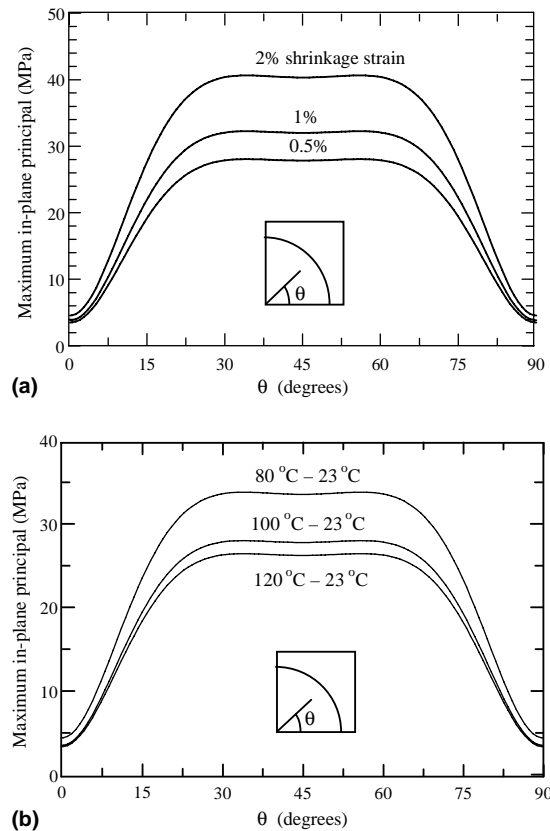 50
40
30
20
10
0
Maximum in-plane principal (MPa)
2% shrinkage strain
1%
0.5%
θ
0 15 30 45 60 75 90
θ (degrees)
(a)
40
30
20
10
0
Maximum in-plane principal (MPa)
80 °C – 23 °C
100 °C – 23 °C
120 °C – 23 °C
θ
0 15 30 45 60 75 90
θ (degrees)
(b)